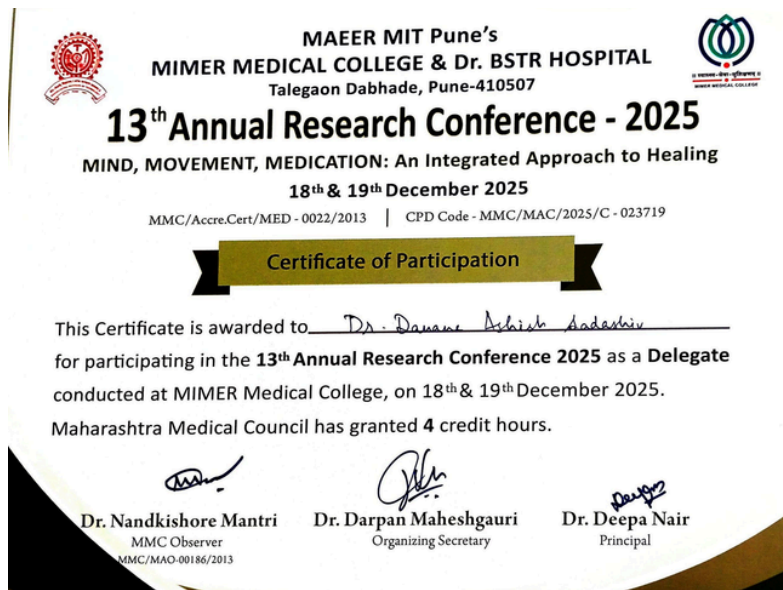 MAEER MIT Pune's
MIMER MEDICAL COLLEGE & Dr. BSTR HOSPITAL
Talegaon Dabhade, Pune-410507
13th Annual Research Conference - 2025
MIND, MOVEMENT, MEDICATION: An Integrated Approach to Healing
18th & 19th December 2025
MMC/Accre.Cert/MED - 0022/2013 | CPD Code - MMC/MAC/2025/C - 023719
MIMER MEDICAL COLLEGE
Certificate of Participation
This Certificate is awarded to Dr. Ashish Sadashiv
for participating in the 13th Annual Research Conference 2025 as a Delegate
conducted at MIMER Medical College, on 18th & 19th December 2025.
Maharashtra Medical Council has granted 4 credit hours.
Dr. Nandkishore Mantri
MMC Observer
MMC/MAO-00186/2013
Dr. Darpan Maheshgauri
Organizing Secretary
Dr. Deepa Nair
Principal